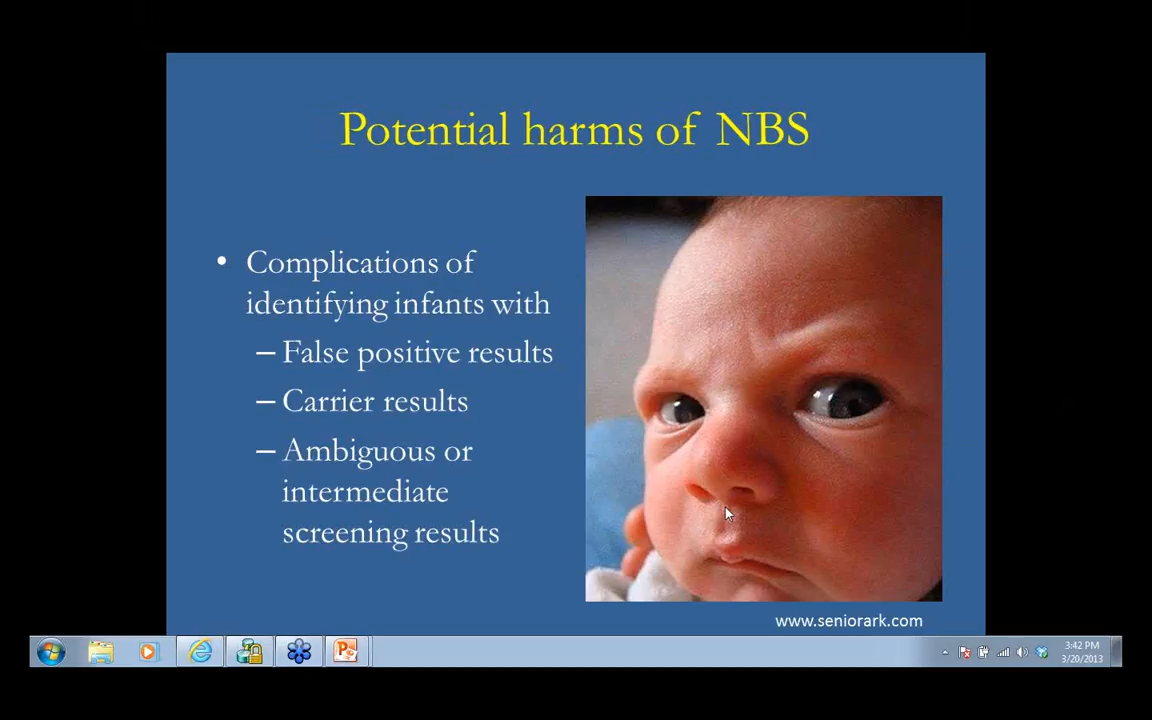 Potential harms of NBS
• Complications of
identifying infants with
– False positive results
– Carrier results
– Ambiguous or
intermediate
screening results
www.seniorark.com
3:42 PM
3/20/2013